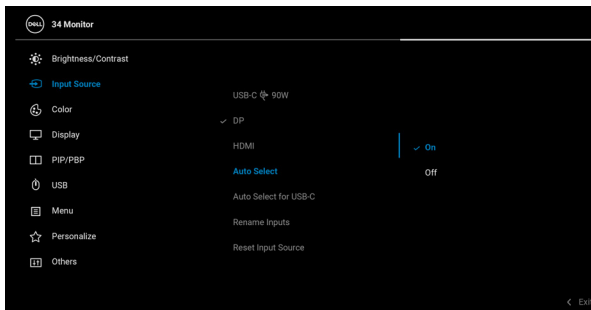 DELL 34 Monitor
Brightness/Contrast
Input Source
Color
Display
PIP/PBP
USB
Menu
Personalize
Others
USB-C 90W
DP
HDMI
Auto Select
Auto Select for USB-C
Rename Inputs
Reset Input Source
On
Off
Exit